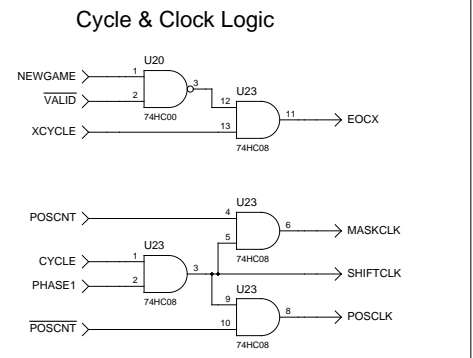 Cycle & Clock Logic
U20
NEWGAME 1
3
VALID 2
74HC00
U23
12
11 EOCX
XCYCLE 13
74HC08
U23
POSCNT 4
6 MASKCLK
5
74HC08
U23
CYCLE 1
3 SHIFTCLK
PHASE1 2
74HC08
U23
9
8 POSCLK
POSCNT 10
74HC08